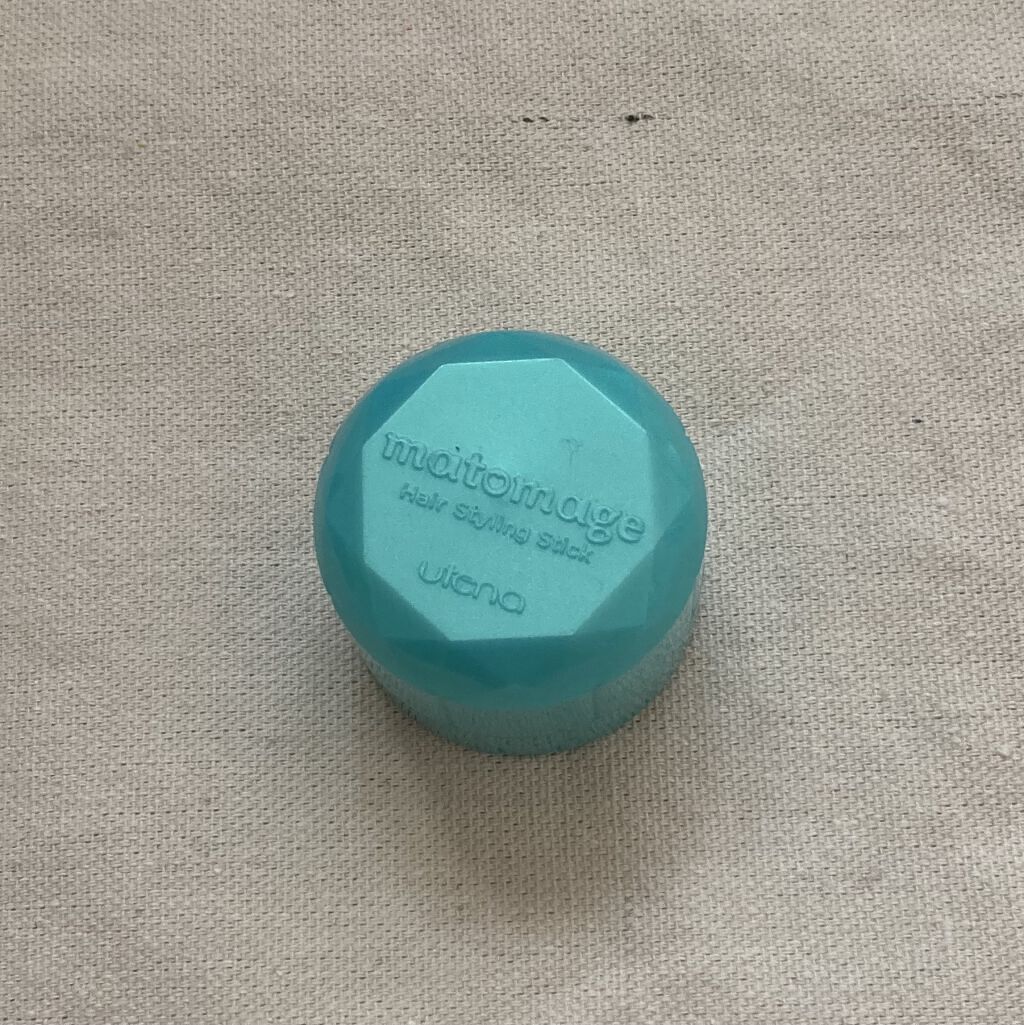 matomage
Hair Styling Stick
utena